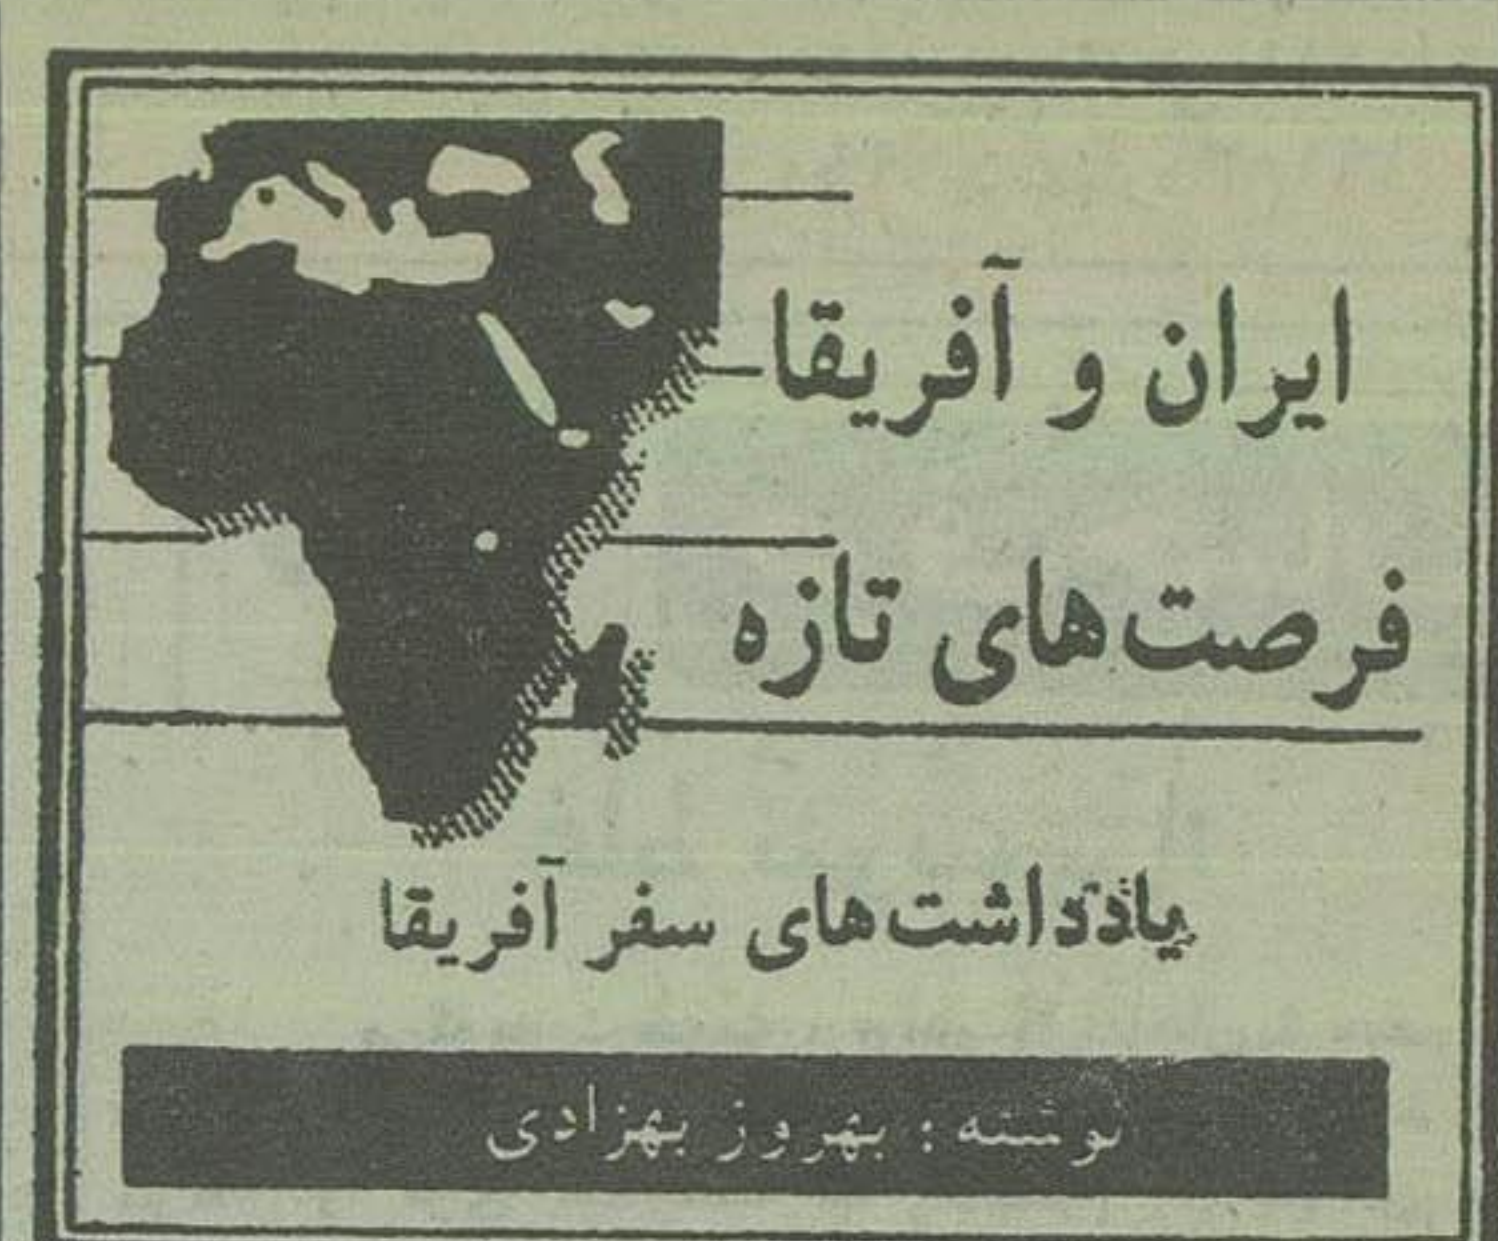 ایران و آفریقا
فرصت‌های تازه
یادداشت‌های سفر آفریقا
نوشته : بهروز بهزادی